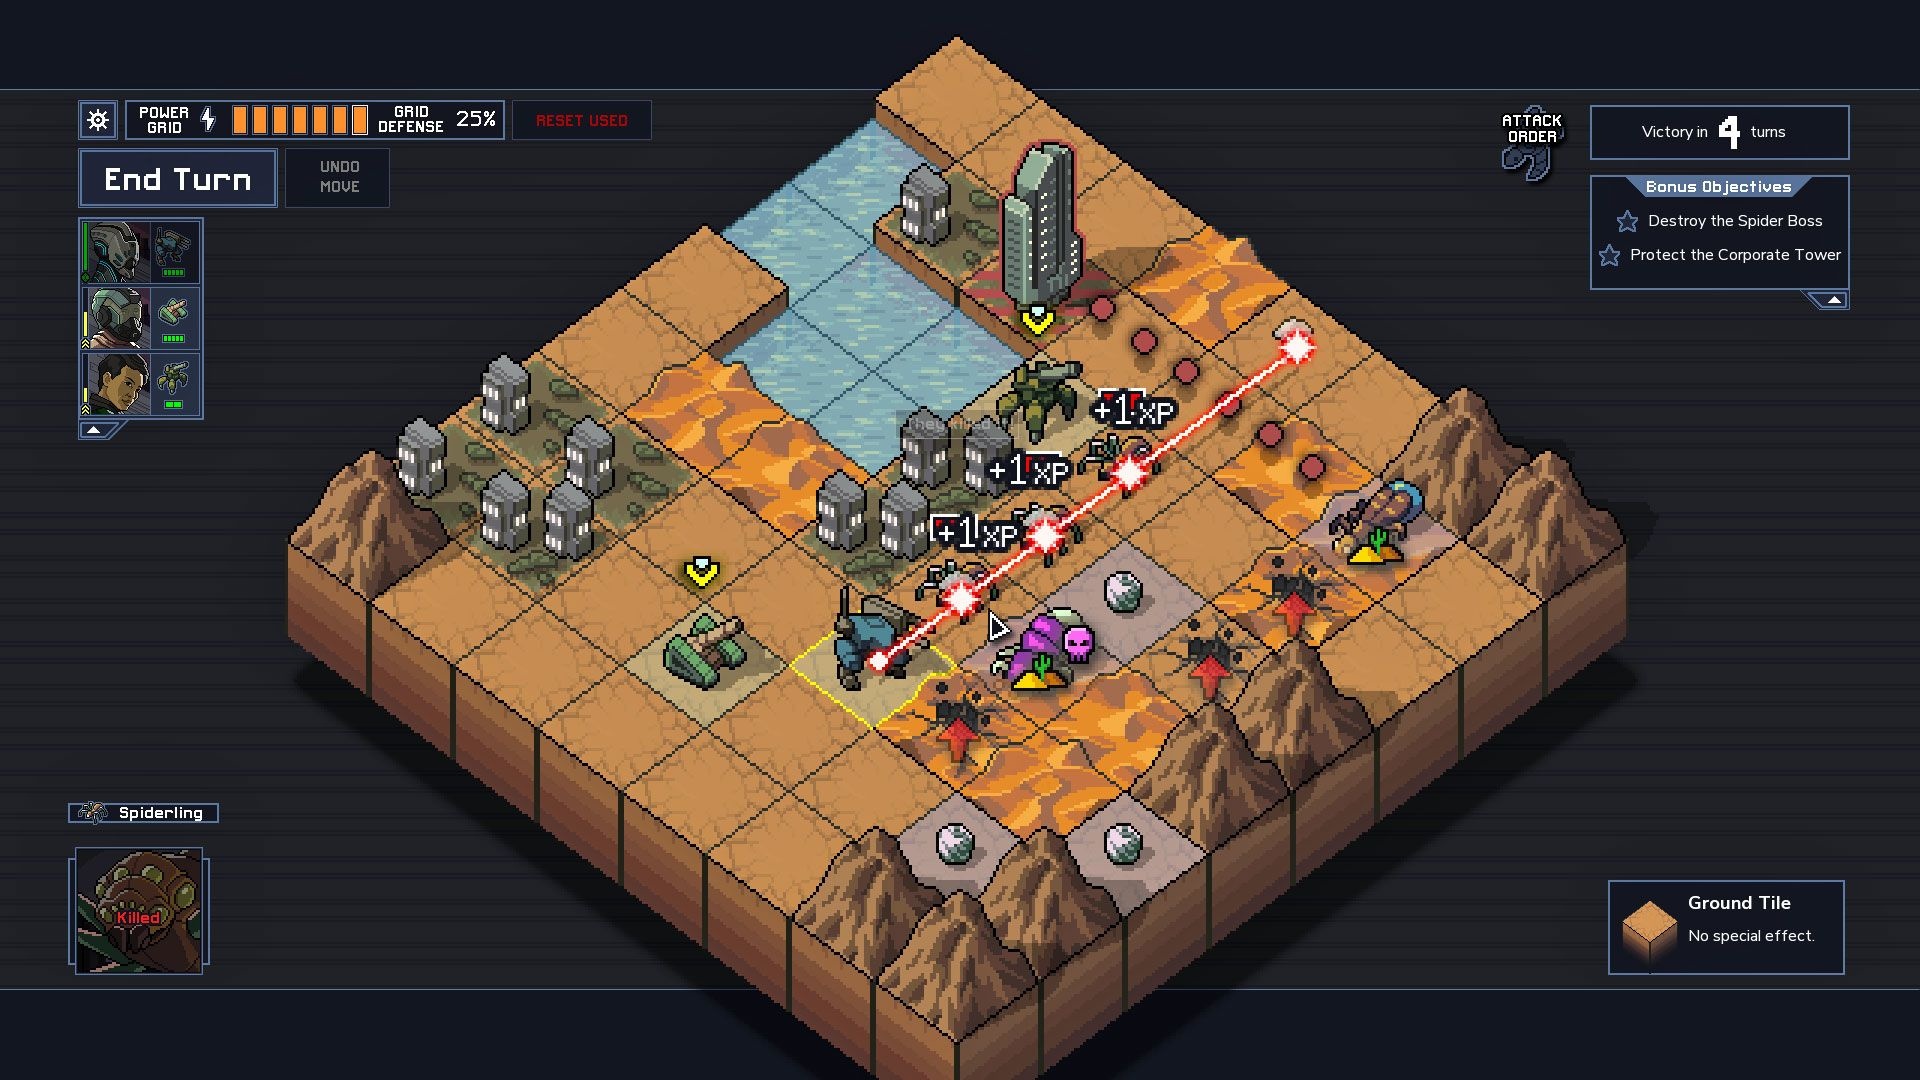 POWER
GRID
GRID
DEFENSE
25%
RESET USED
End Turn
UNDO
MOVE
ATTACK
ORDER
Victory in 4 turns
Bonus Objectives
Destroy the Spider Boss
Protect the Corporate Tower
They killed
+1 XP
+1 XP
+1 XP
Spiderling
Killed
Ground Tile
No special effect.